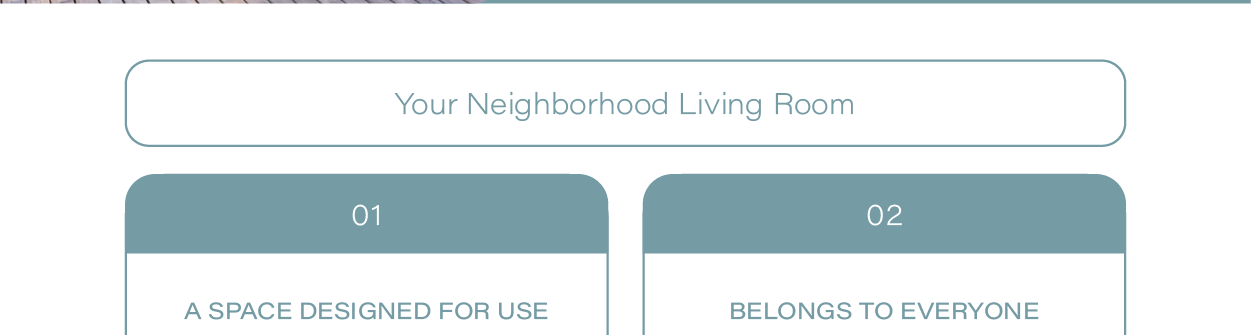 Your Neighborhood Living Room
01
02
A SPACE DESIGNED FOR USE
BELONGS TO EVERYONE